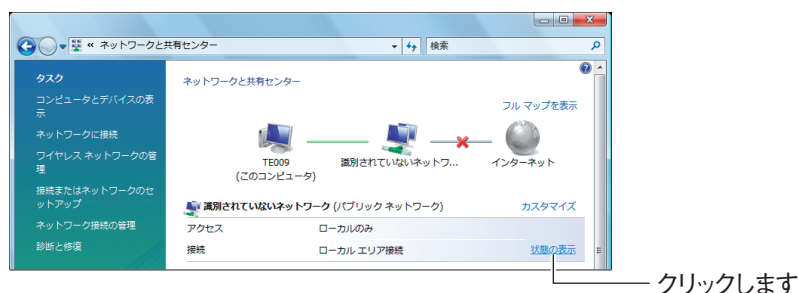 « ネットワークと共有センター
検索
タスク
コンピュータとデバイスの表
示
ネットワークに接続
ワイヤレス ネットワークの管
理
接続またはネットワークのセ
ットアップ
ネットワーク接続の管理
診断と修復
ネットワークと共有センター
フル マップを表示
TE009
(このコンピュータ)
識別されていないネットワ...
インターネット
識別されていないネットワーク (パブリック ネットワーク)
カスタマイズ
アクセス
ローカルのみ
接続
ローカル エリア接続
状態の表示
クリックします